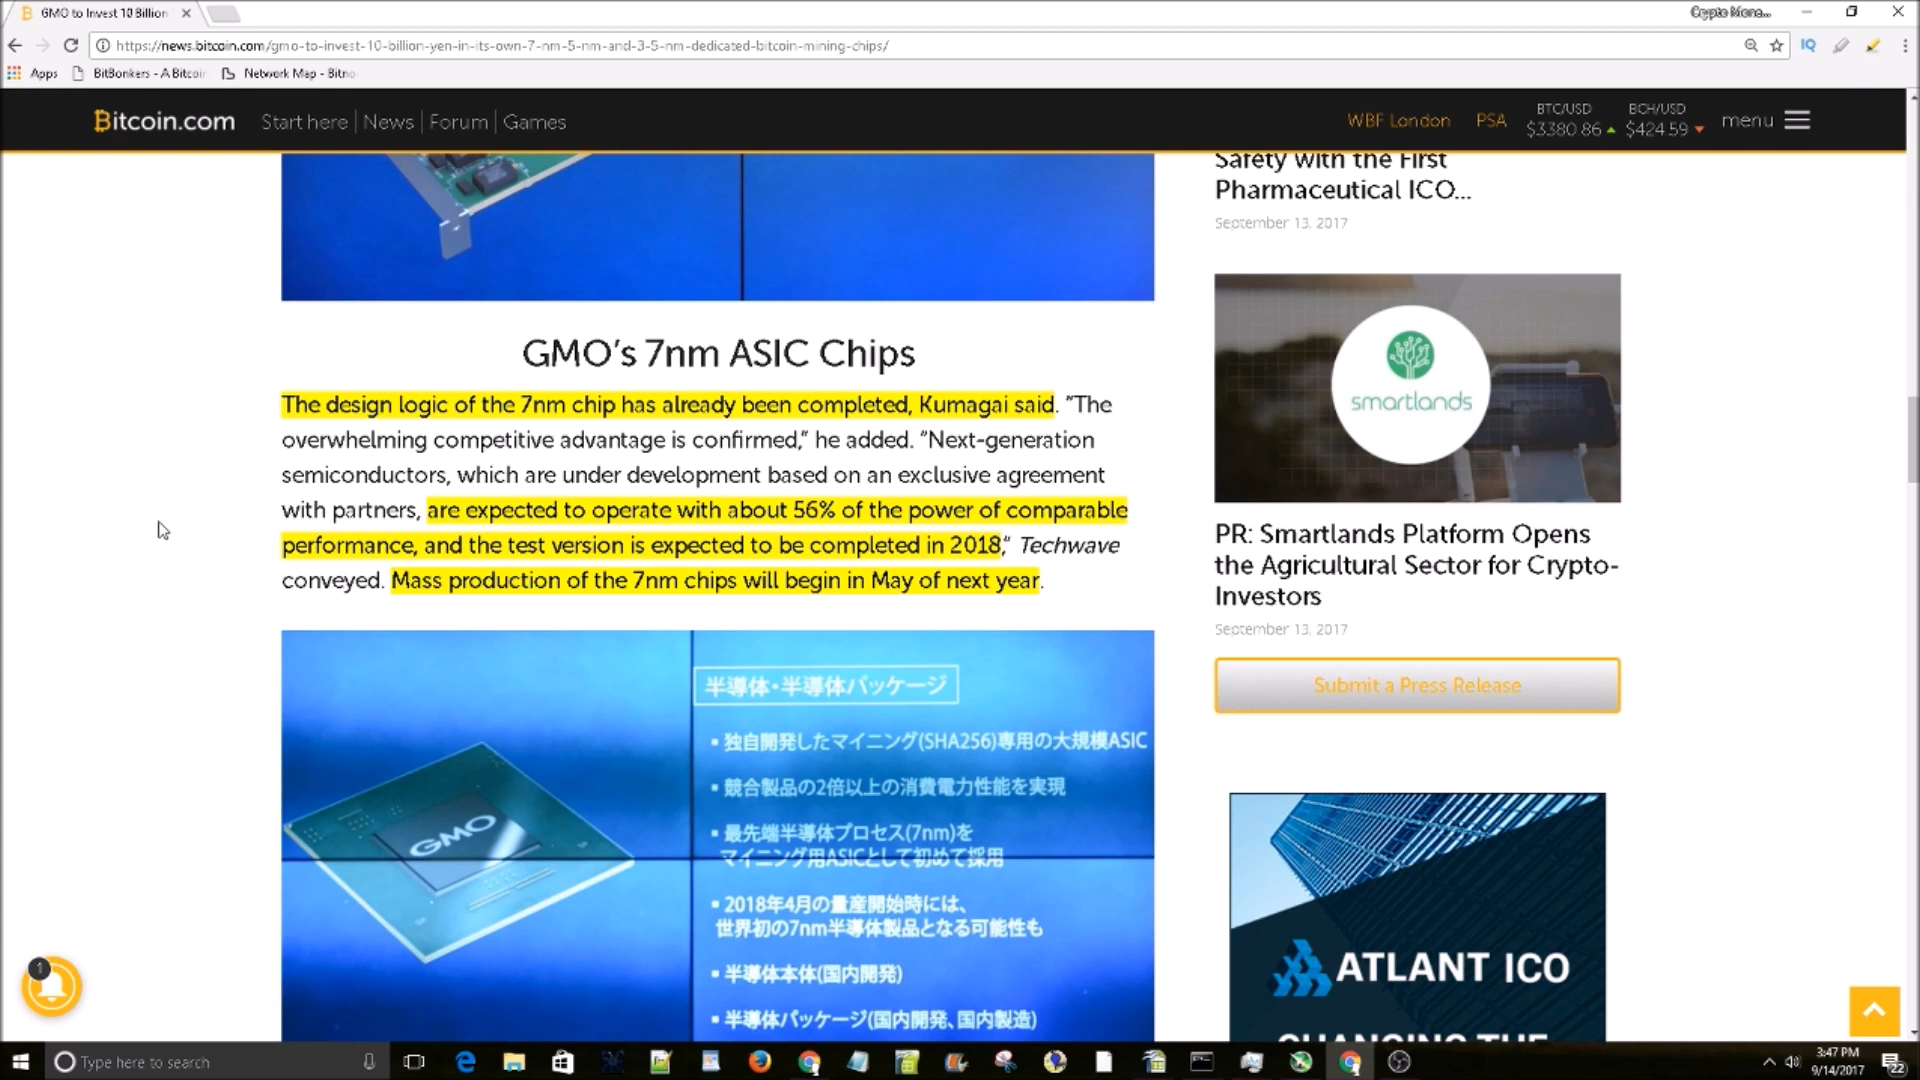 GMO to Invest 10 Billion
Crypto Mone...
https://news.bitcoin.com/gmo-to-invest-10-billion-yen-in-its-own-7-nm-5-nm-and-3-5-nm-dedicated-bitcoin-mining-chips/
Apps BitBonkers - A Bitcoi Network Map - Bitno
Bitcoin.com Start here News Forum Games WBF London PSA BTC/USD $3380.86 BCH/USD $424.59 menu
Safety with the First
Pharmaceutical ICO...
September 13, 2017
GMO's 7nm ASIC Chips
The design logic of the 7nm chip has already been completed, Kumagai said. “The
overwhelming competitive advantage is confirmed,” he added. “Next-generation
semiconductors, which are under development based on an exclusive agreement
with partners, are expected to operate with about 56% of the power of comparable
performance, and the test version is expected to be completed in 2018,” Techwave
conveyed. Mass production of the 7nm chips will begin in May of next year.
GMO
半導体・半導体パッケージ
▪ 独自開発したマイニング(SHA256)専用の大規模ASIC
▪ 競合製品の2倍以上の消費電力性能を実現
▪ 最先端半導体プロセス(7nm)を
マイニング用ASICとして初めて採用
▪ 2018年4月の量産開始時には、
世界初の7nm半導体製品となる可能性も
▪ 半導体本体(国内開発)
▪ 半導体パッケージ(国内開発、国内製造)
smartlands
PR: Smartlands Platform Opens
the Agricultural Sector for Crypto-
Investors
September 13, 2017
Submit a Press Release
ATLANT ICO
CHANGING THE
1
Type here to search
3:47 PM
9/14/2017
22